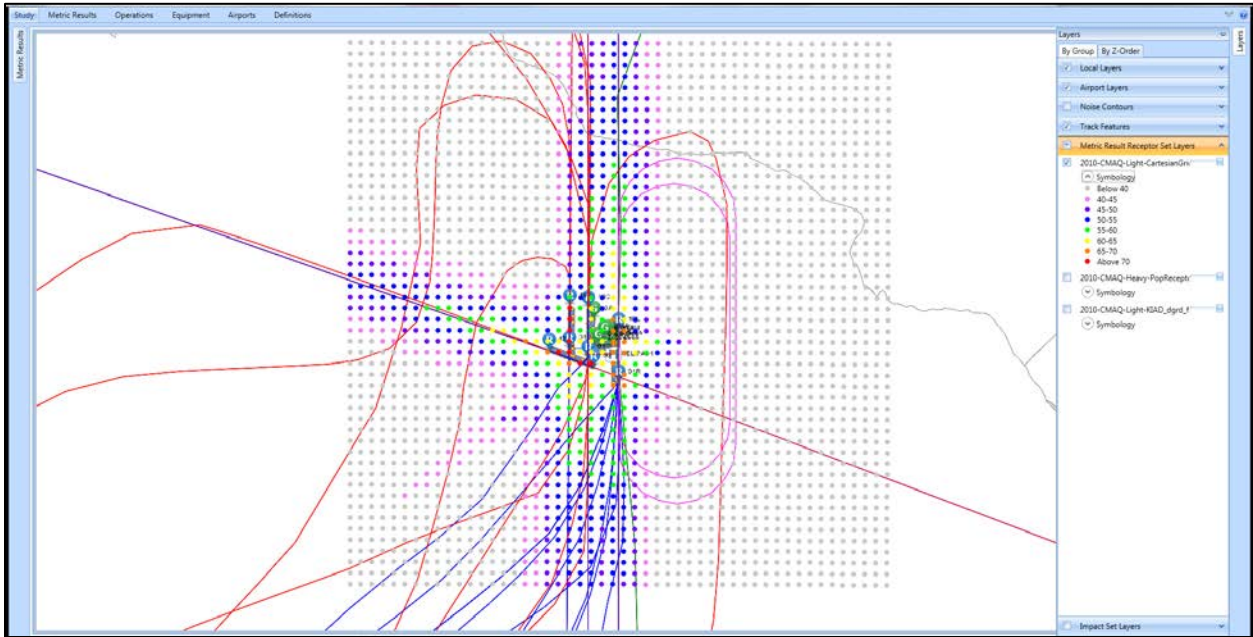 Study Metric Results Operations Equipment Airports Definitions
Metric Results
Layers
Layers
By Group By Z-Order
Local Layers
Airport Layers
Noise Contours
Track Features
Metric Result Receptor Set Layers
2010-CMAQ-Light-CartesianGri
Symbology
Below 40
40-45
45-50
50-55
55-60
60-65
65-70
Above 70
2010-CMAQ-Heavy-PopRecepto
Symbology
2010-CMAQ-Light-KIAD_dgrd_f
Symbology
Impact Set Layers